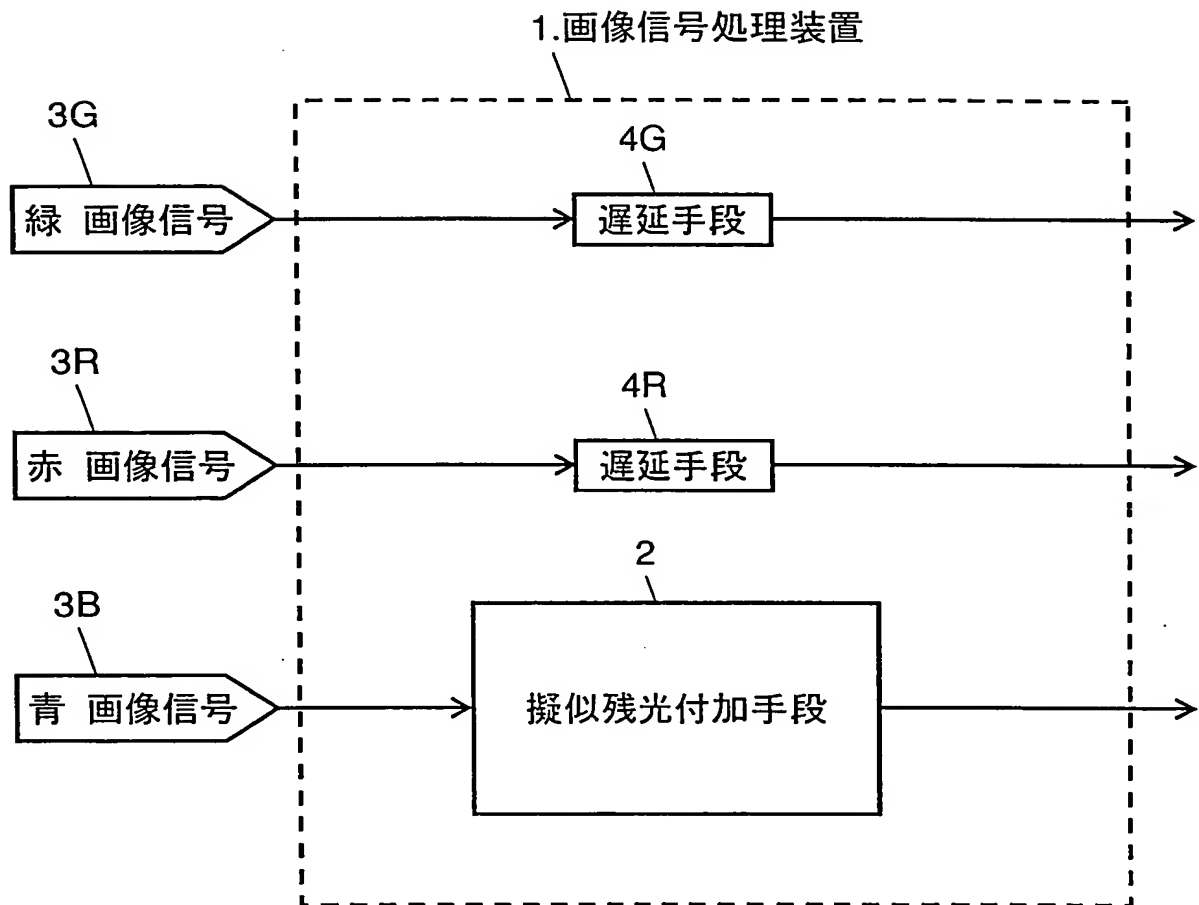 1.画像信号処理装置
3G
4G
緑 画像信号
遅延手段
3R
4R
赤 画像信号
遅延手段
2
3B
青 画像信号
擬似残光付加手段